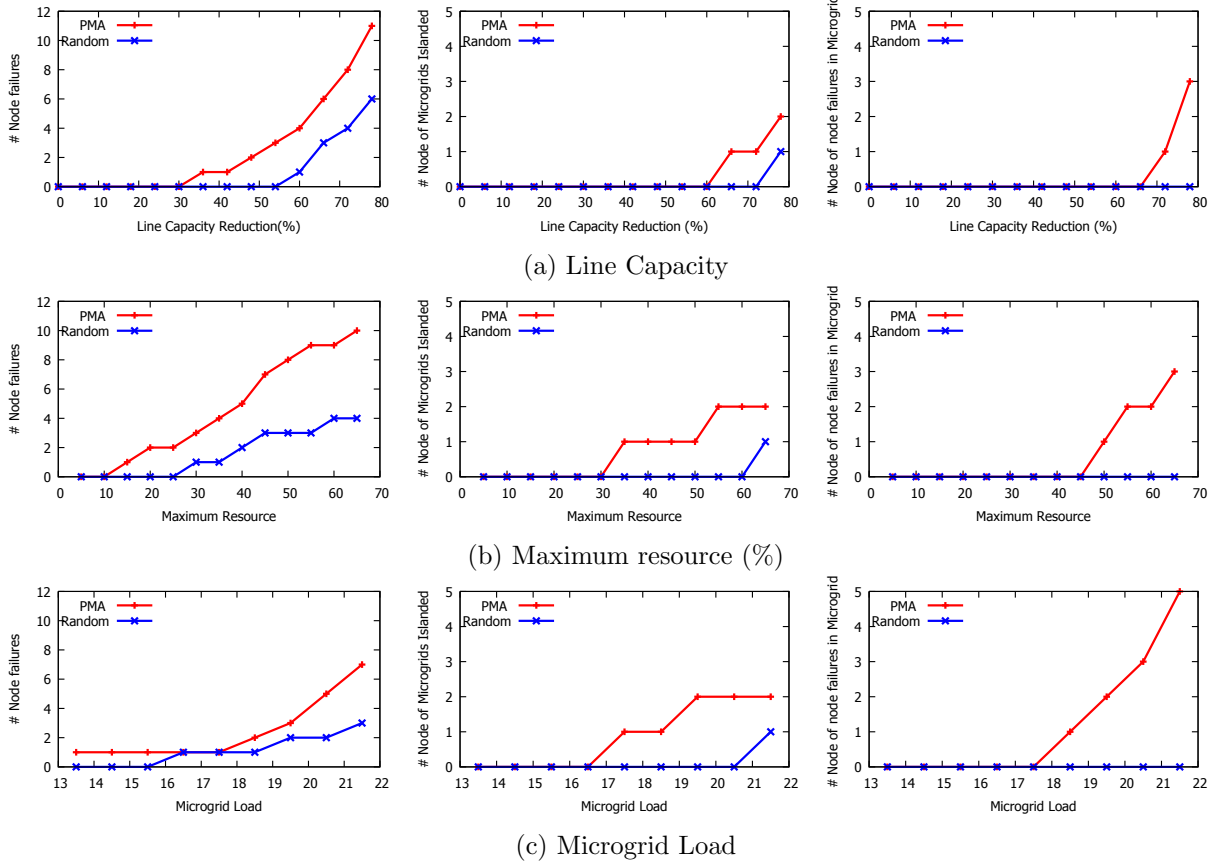 # Node failures
12
10
8
6
4
2
0
PMA
Random
0 10 20 30 40 50 60 70 80
Line Capacity Reduction(%)
# Node of Microgrids Islanded
5
4
3
2
1
0
PMA
Random
0 10 20 30 40 50 60 70 80
Line Capacity Reduction (%)
# Node of node failures in Microgrid
5
4
3
2
1
0
PMA
Random
0 10 20 30 40 50 60 70 80
Line Capacity Reduction (%)
(a) Line Capacity
# Node failures
12
10
8
6
4
2
0
PMA
Random
0 10 20 30 40 50 60 70
Maximum Resource
# Node of Microgrids Islanded
5
4
3
2
1
0
PMA
Random
0 10 20 30 40 50 60 70
Maximum Resource
# Node of node failures in Microgrid
5
4
3
2
1
0
PMA
Random
0 10 20 30 40 50 60 70
Maximum Resource
(b) Maximum resource (%)
# Node failures
12
10
8
6
4
2
0
PMA
Random
13 14 15 16 17 18 19 20 21 22
Microgrid Load
# Node of Microgrids Islanded
5
4
3
2
1
0
PMA
Random
13 14 15 16 17 18 19 20 21 22
Microgrid Load
# Node of node failures in Microgrid
5
4
3
2
1
0
PMA
Random
13 14 15 16 17 18 19 20 21 22
Microgrid Load
(c) Microgrid Load